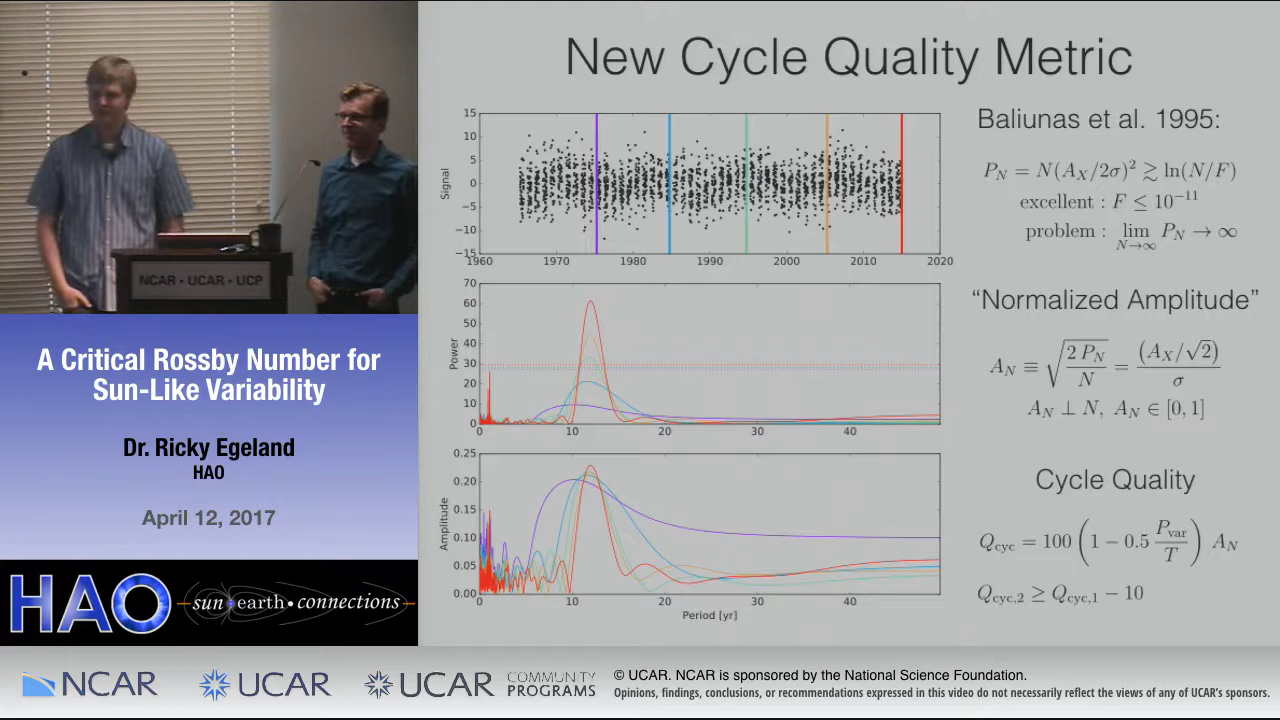 New Cycle Quality Metric
15
10
5
0
−5
−10
−15
Signal
1960 1970 1980 1990 2000 2010 2020
70
60
50
40
30
20
10
0
Power
0 10 20 30 40
0.25
0.20
0.15
0.10
0.05
0.00
Amplitude
0 10 20 30 40
Period [yr]
Baliunas et al. 1995:
P_N = N(A_X/2σ)² ≳ ln(N/F)
excellent : F ≤ 10⁻¹¹
problem : lim N→∞ P_N → ∞
“Normalized Amplitude”
A_N ≡ √(2 P_N / N) = (A_X/√2) / σ
A_N ⊥ N, A_N ∈ [0, 1]
Cycle Quality
Q_cyc = 100 (1 − 0.5 P_var / T) A_N
Q_cyc,2 ≥ Q_cyc,1 − 10
NCAR • UCAR • UCP
A Critical Rossby Number for
Sun-Like Variability
Dr. Ricky Egeland
HAO
April 12, 2017
HAO
sun • earth • connections
NCAR
UCAR
UCAR
COMMUNITY
PROGRAMS
© UCAR. NCAR is sponsored by the National Science Foundation.
Opinions, findings, conclusions, or recommendations expressed in this video do not necessarily reflect the views of any of UCAR's sponsors.